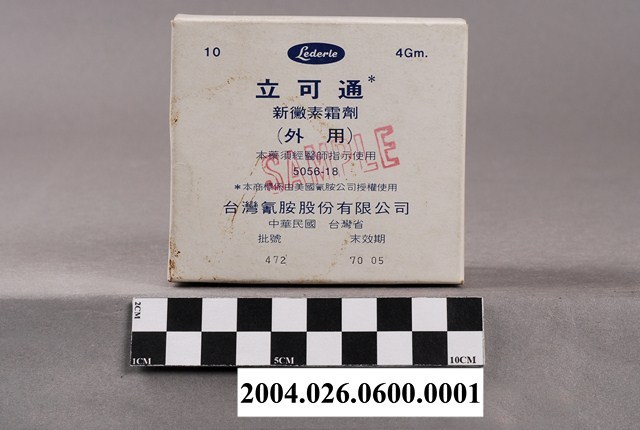 10 Lederle 4Gm.
立可通*
新黴素霜劑
(外用)
SAMPLE
本藥須經醫師指示使用
5056-18
*本商標係由美國氰胺公司授權使用
台灣氰胺股份有限公司
中華民國 台灣省
批號 末效期
472 70 05
2CM
1CM 5CM 10CM
2004.026.0600.0001